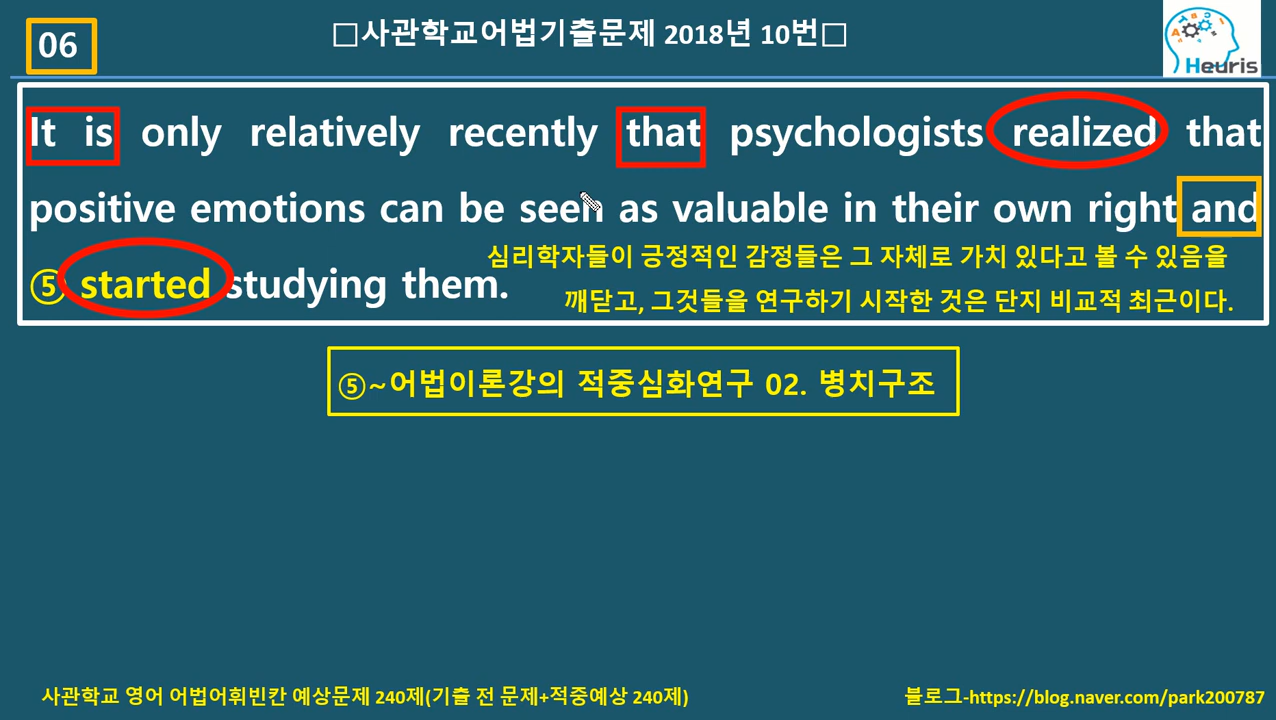 06
□사관학교어법기출문제 2018년 10번□
Heuris
It is only relatively recently that psychologists realized that
positive emotions can be seen as valuable in their own right and
⑤ started studying them.
심리학자들이 긍정적인 감정들은 그 자체로 가치 있다고 볼 수 있음을
깨닫고, 그것들을 연구하기 시작한 것은 단지 비교적 최근이다.
⑤~어법이론강의 적중심화연구 02. 병치구조
사관학교 영어 어법어휘빈칸 예상문제 240제(기출 전 문제+적중예상 240제)
블로그-https://blog.naver.com/park200787